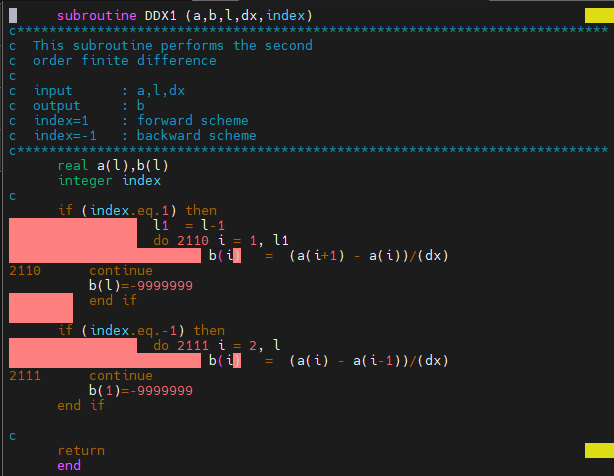 subroutine DDX1 (a,b,l,dx,index)
c**************************************************************************
c  This subroutine performs the second
c  order finite difference
c
c  input      : a,l,dx
c  output     : b
c  index=1    : forward scheme
c  index=-1   : backward scheme
c**************************************************************************
      real a(l),b(l)
      integer index
c
      if (index.eq.1) then
                  l1  = l-1
                  do 2110 i = 1, l1
                         b(i)   =  (a(i+1) - a(i))/(dx)
2110      continue
          b(l)=-9999999
          end if
      if (index.eq.-1) then
                  do 2111 i = 2, l
                         b(i)   =  (a(i) - a(i-1))/(dx)
2111      continue
          b(1)=-9999999
      end if
c
      return
      end